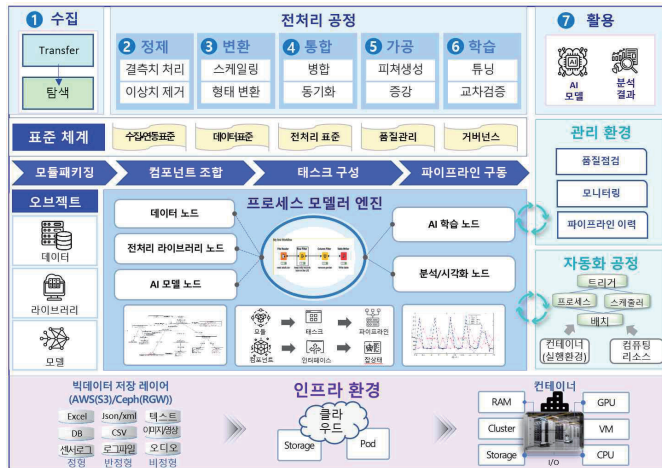 1 수집
전처리 공정
7 활용
Transfer
탐색
2 정제
3 변환
4 통합
5 가공
6 학습
결측치 처리
스케일링
병합
피쳐생성
튜닝
이상치 제거
형태 변환
동기화
증강
교차검증
AI
AI
모델
분석
결과
표준 체계
수집/연동표준
데이터표준
전처리 표준
품질관리
거버넌스
관리 환경
품질점검
모니터링
파이프라인 이력
모듈패키징
컴포넌트 조합
태스크 구성
파이프라인 구동
오브젝트
데이터
라이브러리
모델
프로세스 모델러 엔진
데이터 노드
전처리 라이브러리 노드
AI 모델 노드
AI 학습 노드
분석/시각화 노드
모듈
태스크
파이프라인
컴포넌트
인터페이스
잡상태
자동화 공정
트리거
프로세스
스케줄러
배치
컨테이너
(실행환경)
컴퓨팅
리소스
빅데이터 저장 레이어
(AWS(S3)/Ceph(RGW))
Excel
Json/xml
텍스트
DB
CSV
이미지/영상
센서로그
로그파일
오디오
정형
반정형
비정형
인프라 환경
클라
우드
Storage
Pod
컨테이너
RAM
GPU
Cluster
VM
Storage
CPU
I/O